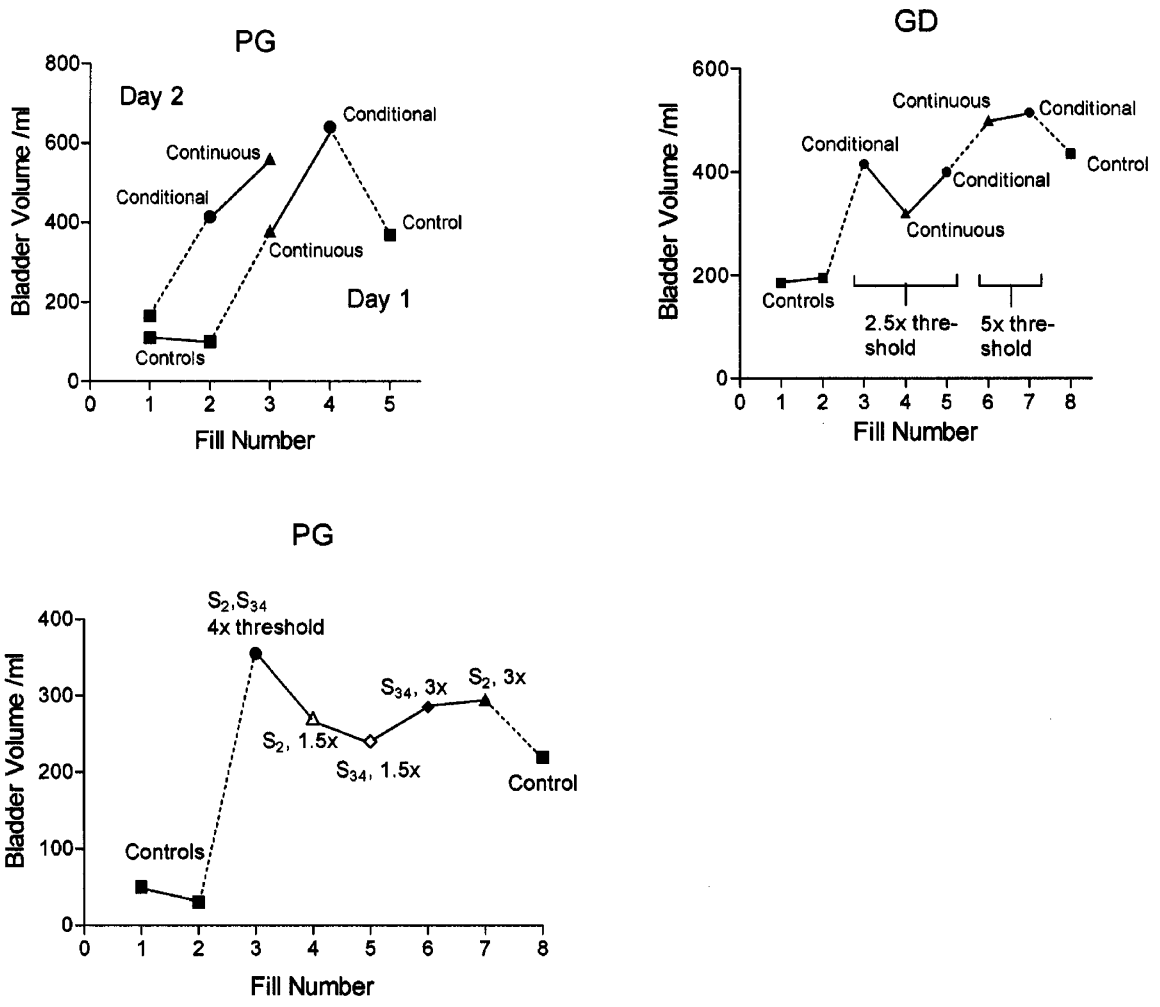 PG
800
600
400
200
0
Bladder Volume /ml
Day 2
Continuous
Conditional
Conditional
Continuous
Control
Day 1
Controls
0 1 2 3 4 5
Fill Number
GD
600
400
200
0
Bladder Volume /ml
Continuous
Conditional
Conditional
Conditional
Continuous
Control
Controls
2.5x thre-
shold
5x thre-
shold
0 1 2 3 4 5 6 7 8
Fill Number
PG
400
300
200
100
0
Bladder Volume /ml
S₂,S₃₄
4x threshold
S₂, 1.5x
S₃₄, 1.5x
S₃₄, 3x
S₂, 3x
Control
Controls
0 1 2 3 4 5 6 7 8
Fill Number